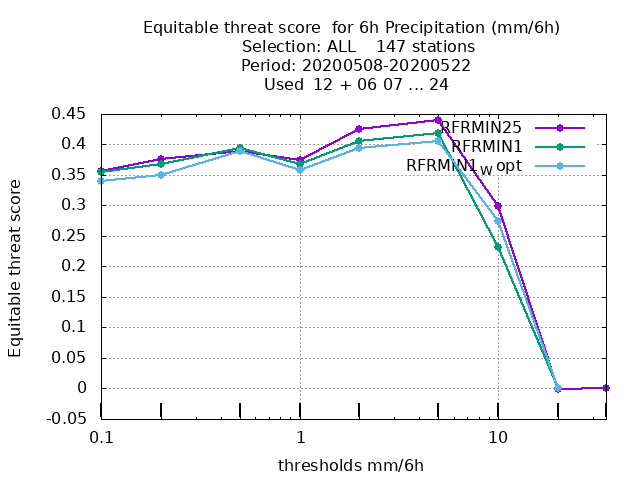 Equitable threat score  for 6h Precipitation (mm/6h)
Selection: ALL    147 stations
Period: 20200508-20200522
Used  12 + 06 07 ... 24
0.45
0.4
0.35
0.3
0.25
0.2
0.15
0.1
0.05
0
-0.05
Equitable threat score
RFRMIN25
RFRMIN1
RFRMIN1wopt
0.1
1
10
thresholds mm/6h